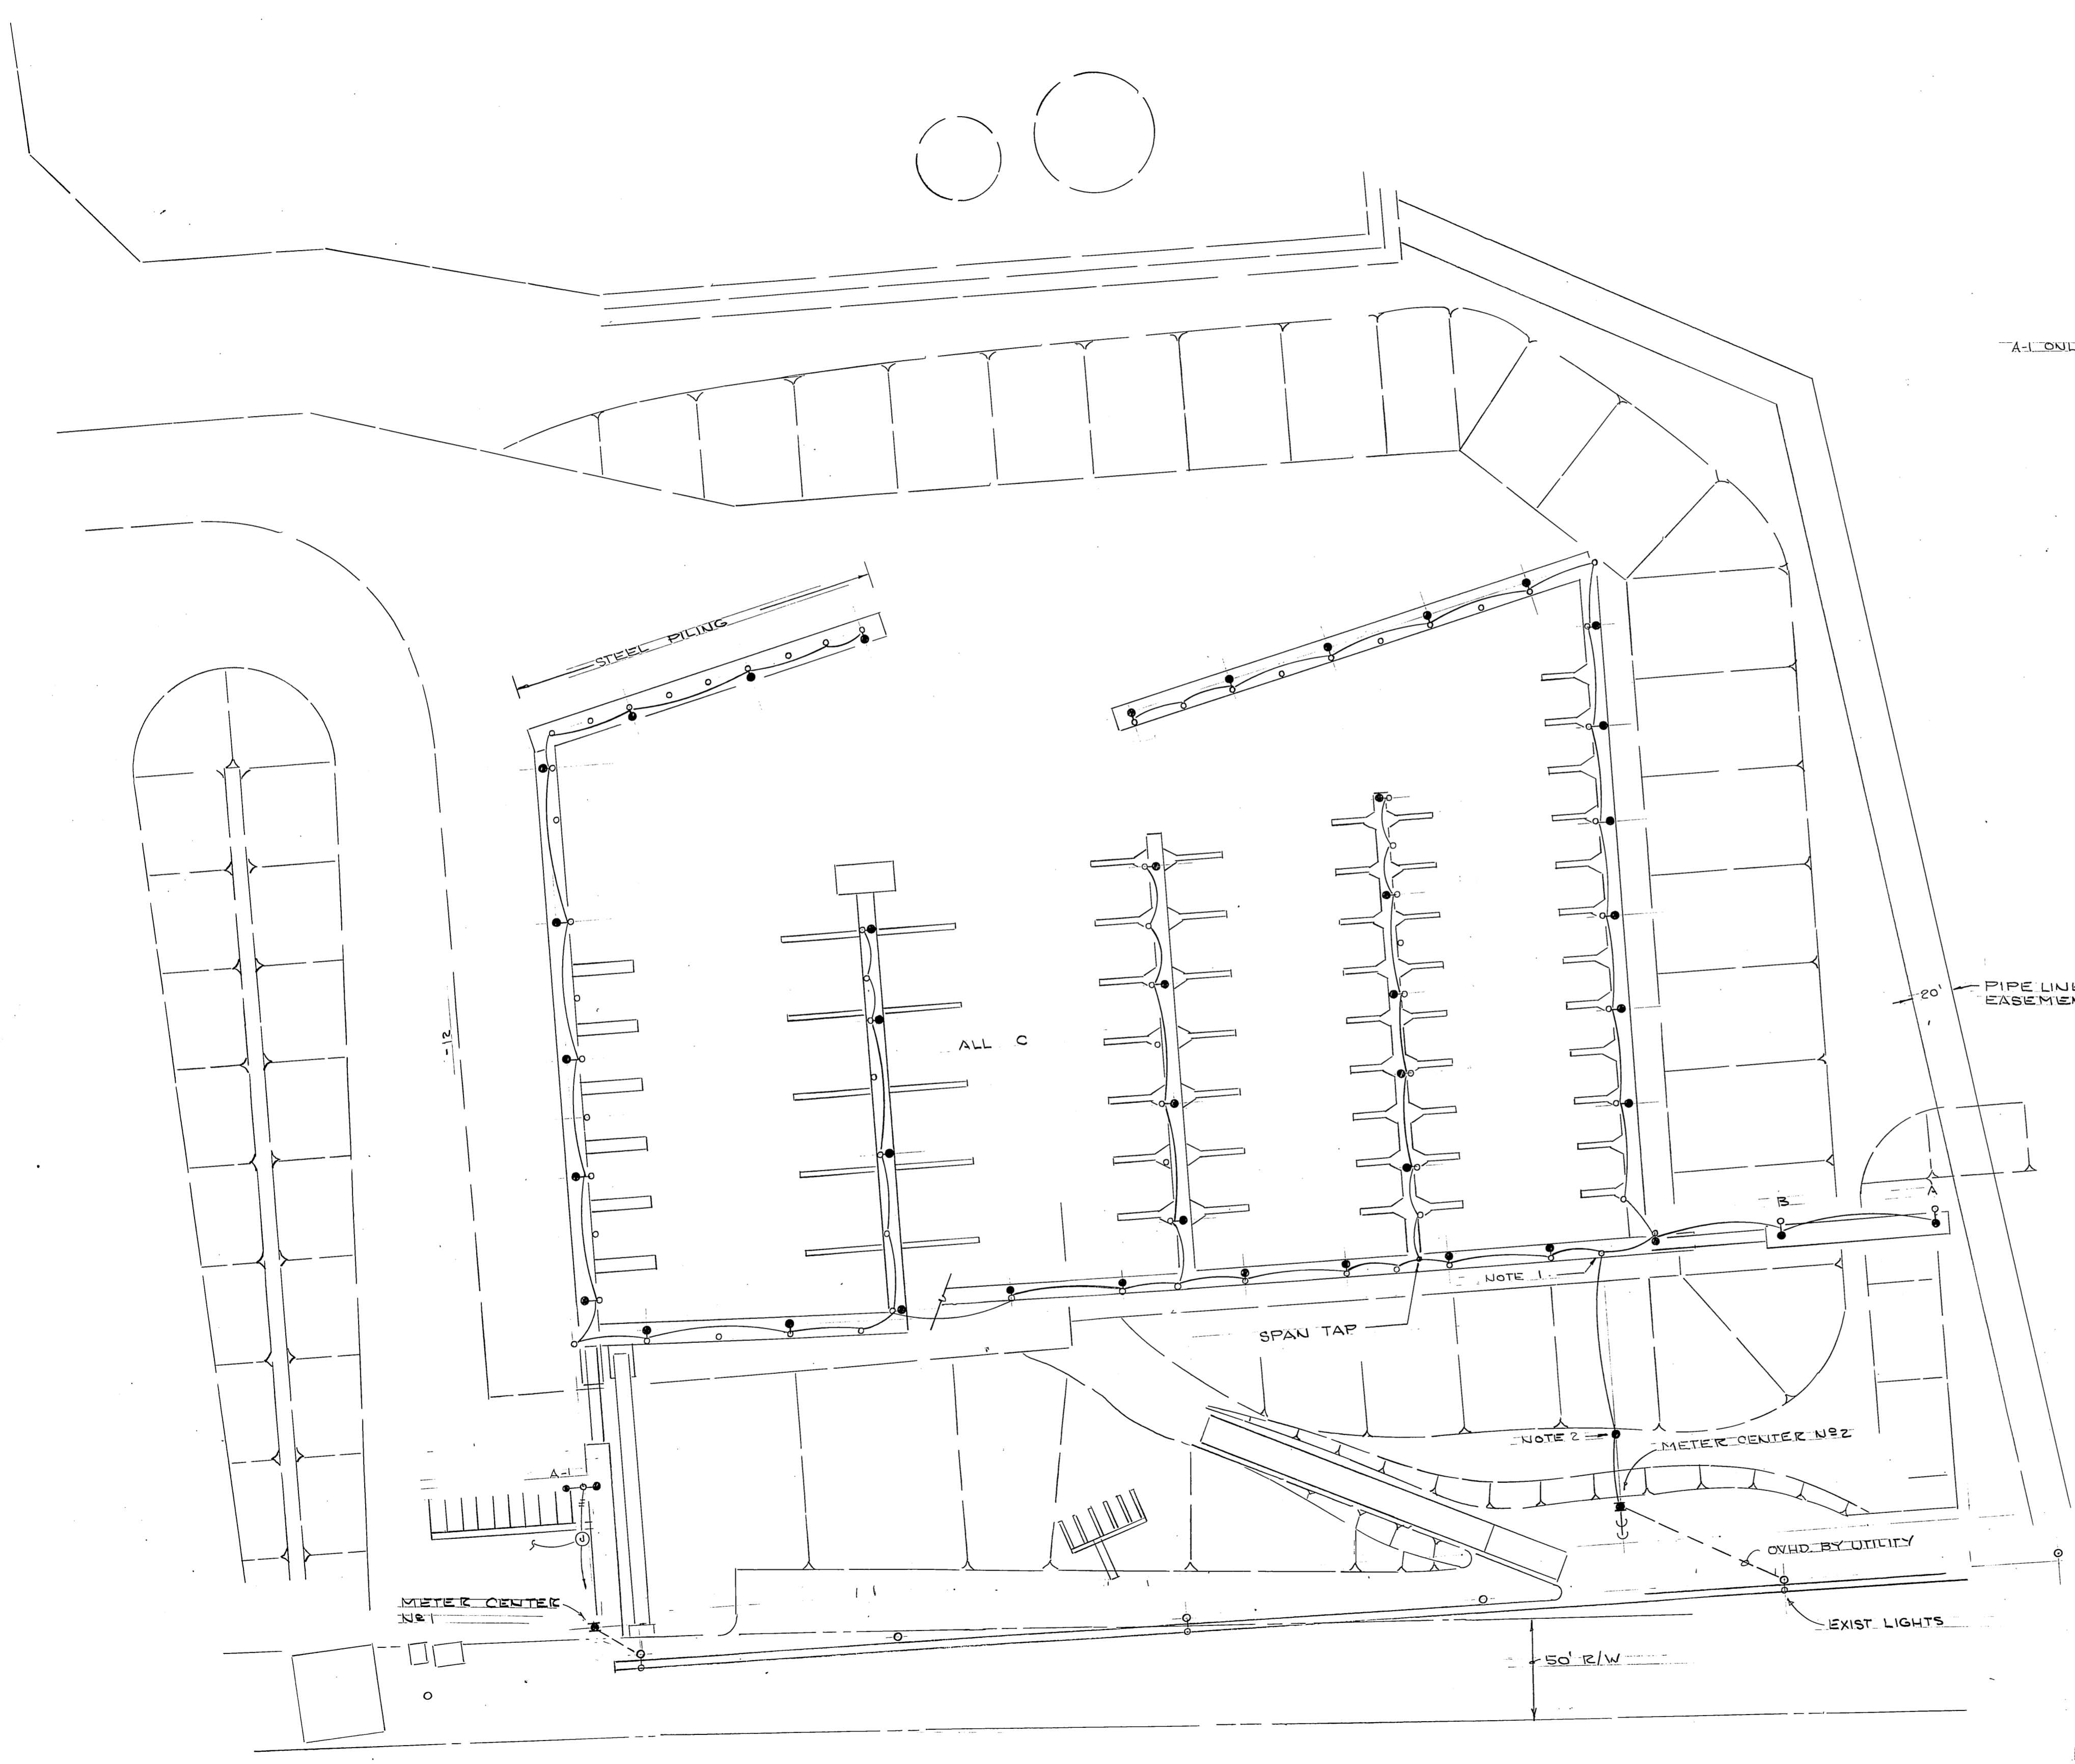 A-1 ONL
STEEL PILING
20'
PIPE LINE
EASEMEN
-12
ALL C
B
A
NOTE 1
SPAN TAP
NOTE 2
METER CENTER Nº2
A-1
OVHD. BY UTILITY
METER CENTER
Nº1
EXIST LIGHTS
50' R/W